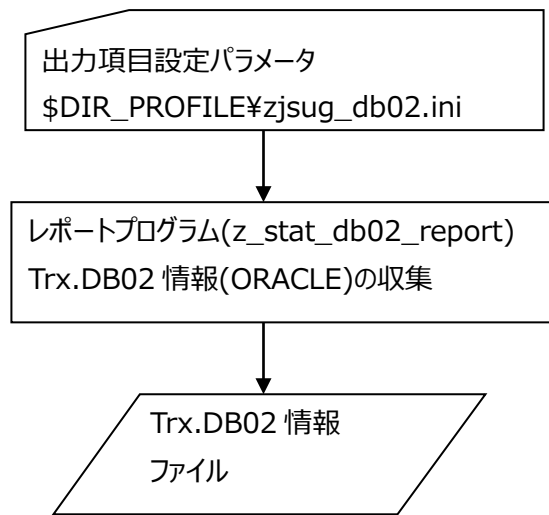 出力項目設定パラメータ
$DIR_PROFILE¥zjsug_db02.ini
レポートプログラム(z_stat_db02_report)
Trx.DB02 情報(ORACLE)の収集
Trx.DB02 情報
ファイル